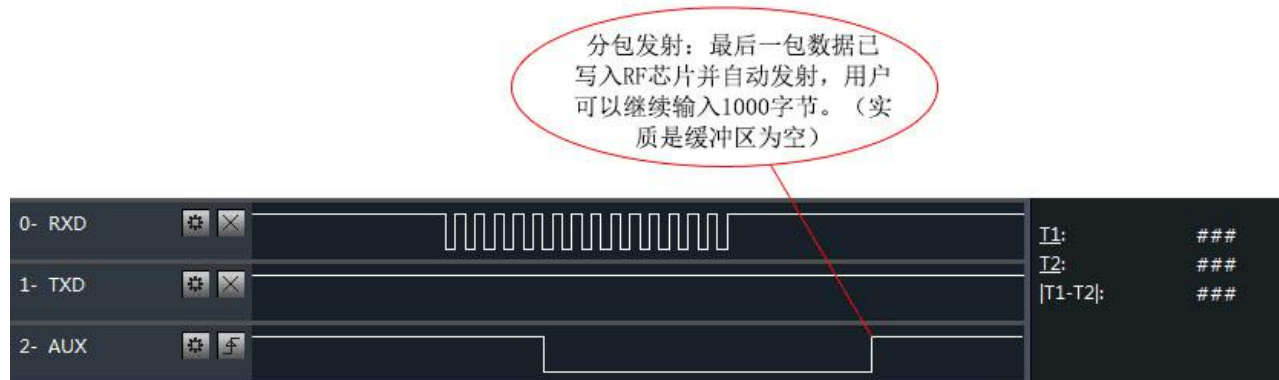 分包发射：最后一包数据已
写入RF芯片并自动发射，用户
可以继续输入1000字节。（实
质是缓冲区为空）
0- RXD
T1: ###
T2: ###
1- TXD
|T1-T2|: ###
2- AUX